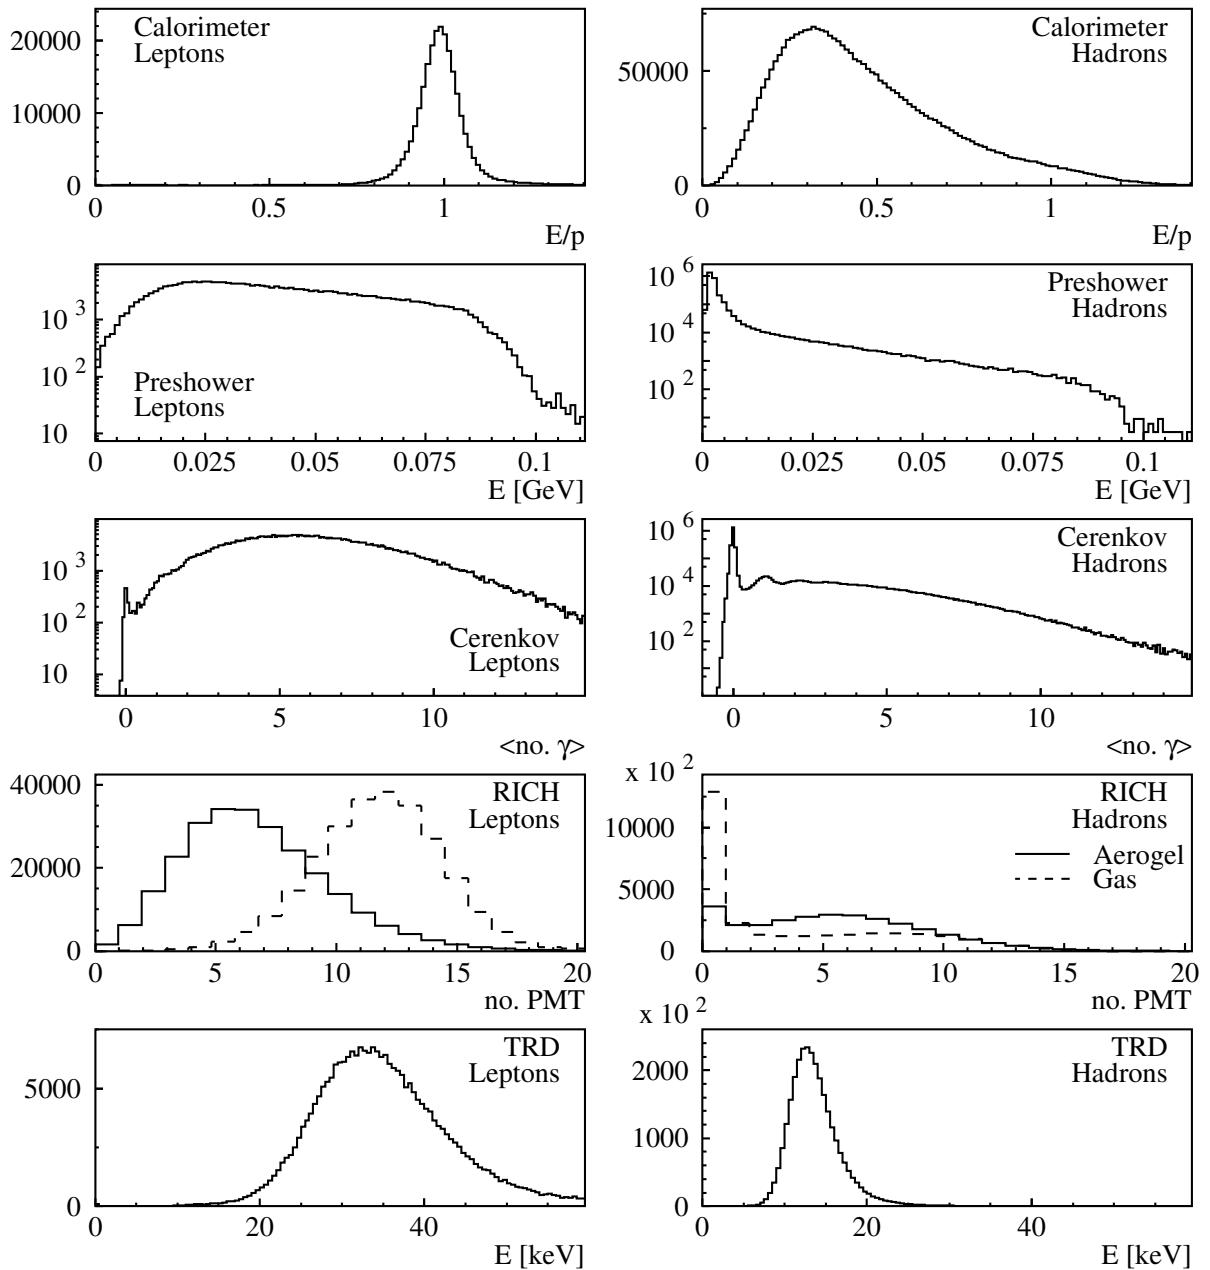 Calorimeter
Leptons
20000
10000
0
0 0.5 1
E/p
Calorimeter
Hadrons
50000
0
0 0.5 1
E/p
10 3
10 2
10
Preshower
Leptons
0 0.025 0.05 0.075 0.1
E [GeV]
Preshower
Hadrons
10 6
10 4
10 2
0 0.025 0.05 0.075 0.1
E [GeV]
10 3
10 2
10
Cerenkov
Leptons
0 5 10
<no. γ>
Cerenkov
Hadrons
10 6
10 4
10 2
0 5 10
<no. γ>
RICH
Leptons
40000
20000
0
0 5 10 15 20
no. PMT
x 10 2
RICH
Hadrons
Aerogel
Gas
10000
5000
0
0 5 10 15 20
no. PMT
TRD
Leptons
5000
0
0 20 40
E [keV]
x 10 2
TRD
Hadrons
2000
1000
0
0 20 40
E [keV]